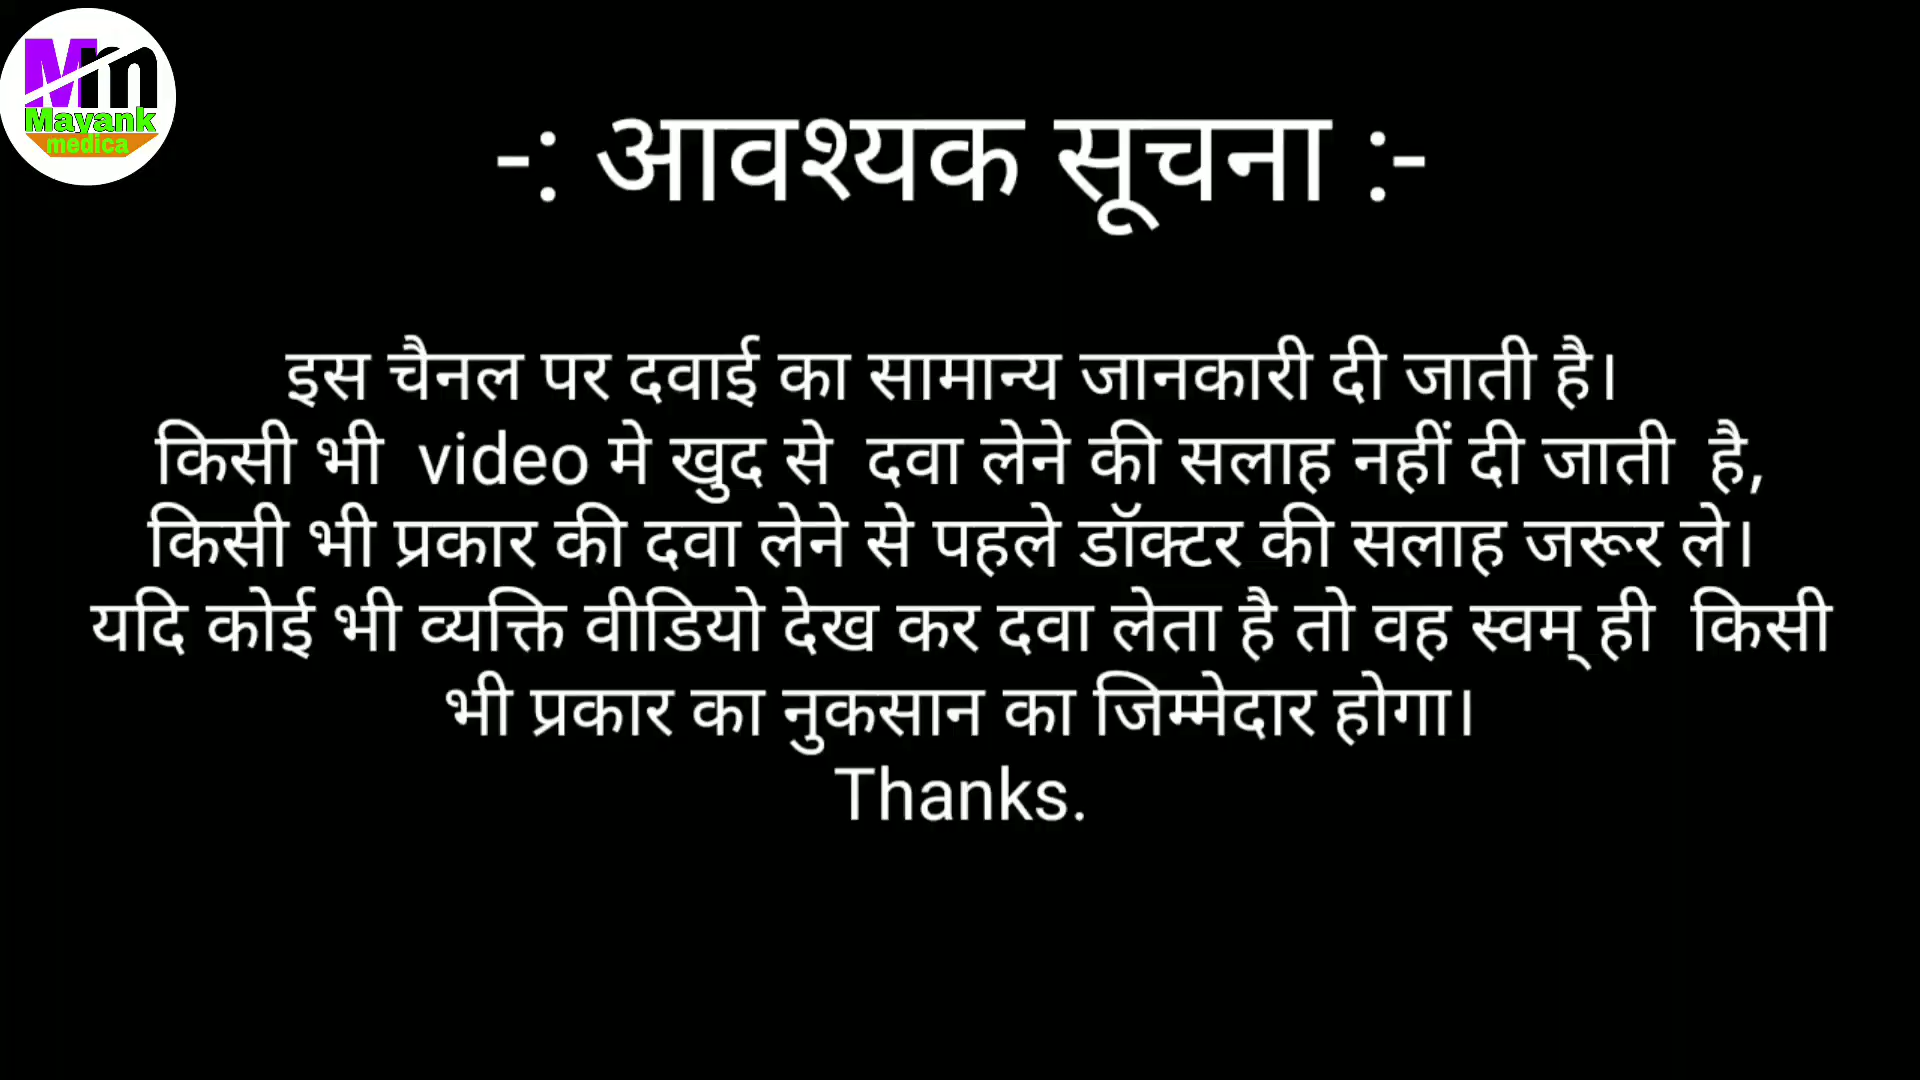 Mm
Mayank
medica
-: आवश्यक सूचना :-
इस चैनल पर दवाई का सामान्य जानकारी दी जाती है।
किसी भी video मे खुद से दवा लेने की सलाह नहीं दी जाती है,
किसी भी प्रकार की दवा लेने से पहले डॉक्टर की सलाह जरूर ले।
यदि कोई भी व्यक्ति वीडियो देख कर दवा लेता है तो वह स्वम् ही किसी
भी प्रकार का नुकसान का जिम्मेदार होगा।
Thanks.